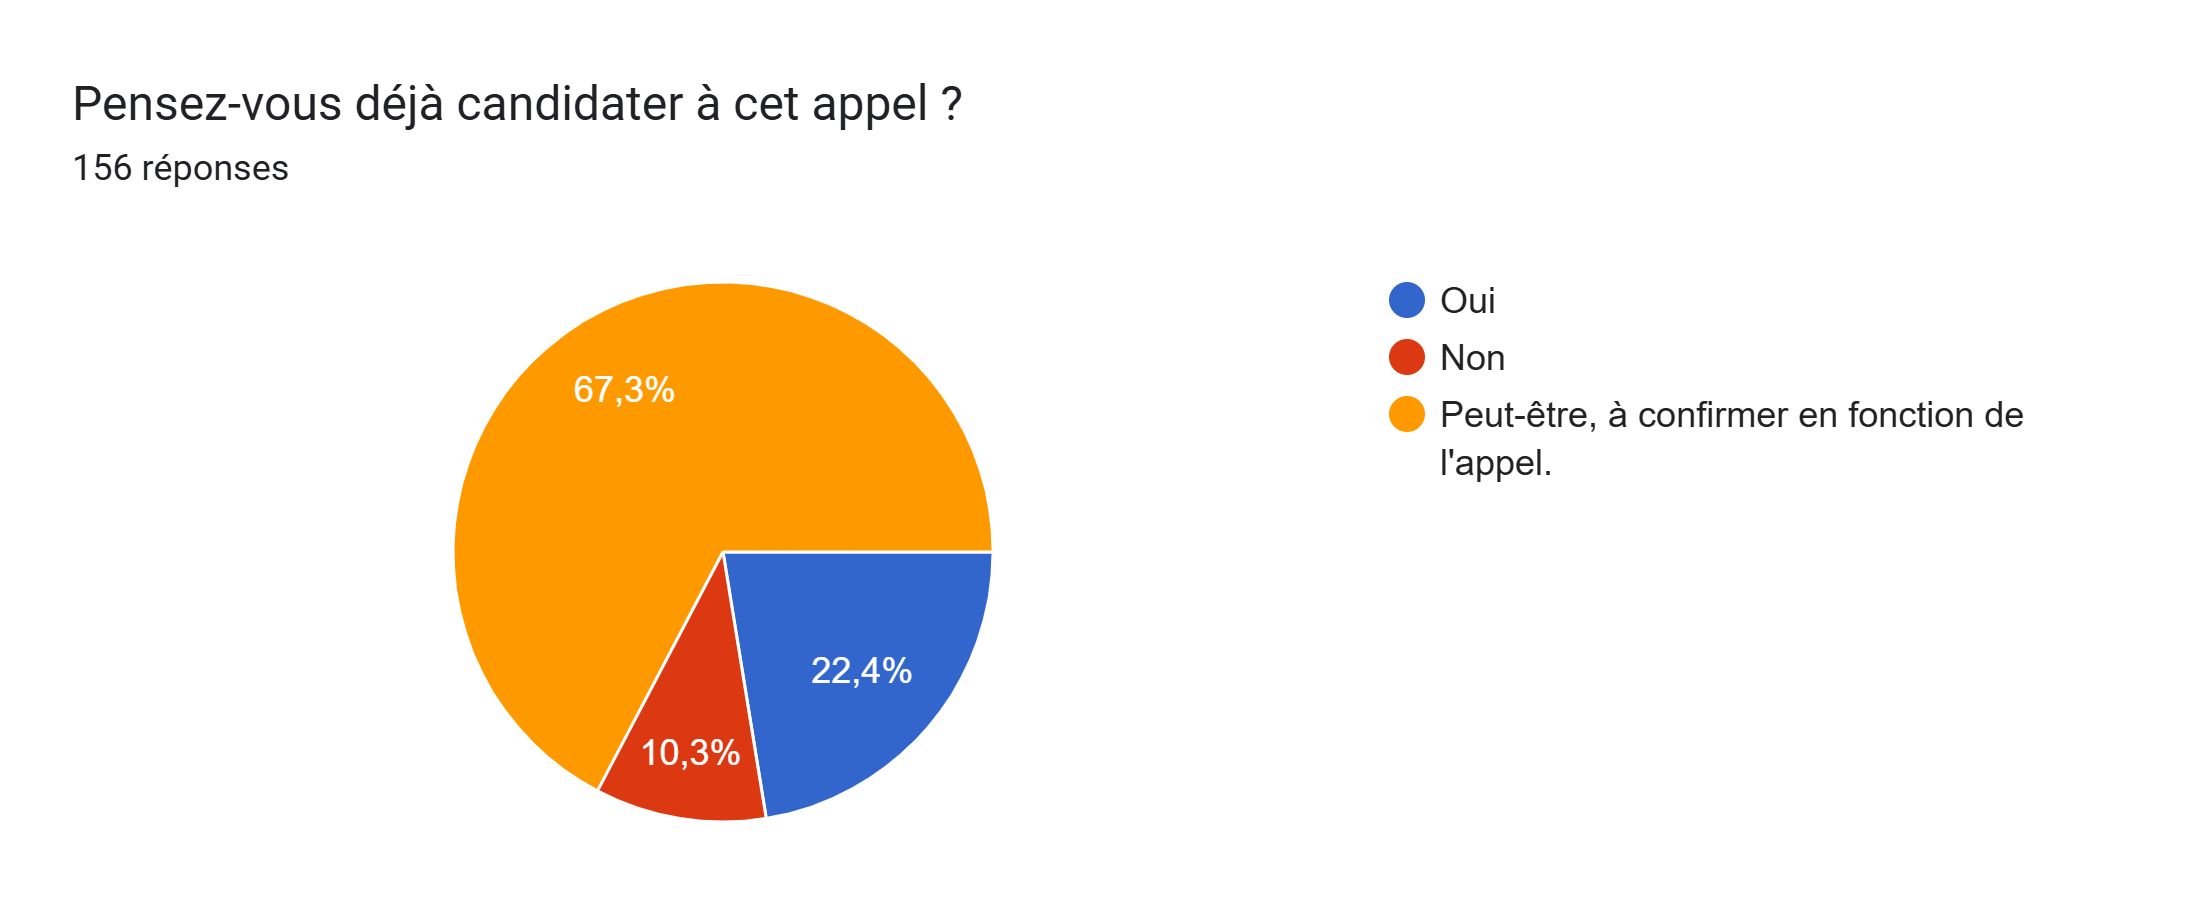 Pensez-vous déjà candidater à cet appel ?
156 réponses
67,3%
22,4%
10,3%
Oui
Non
Peut-être, à confirmer en fonction de
l'appel.